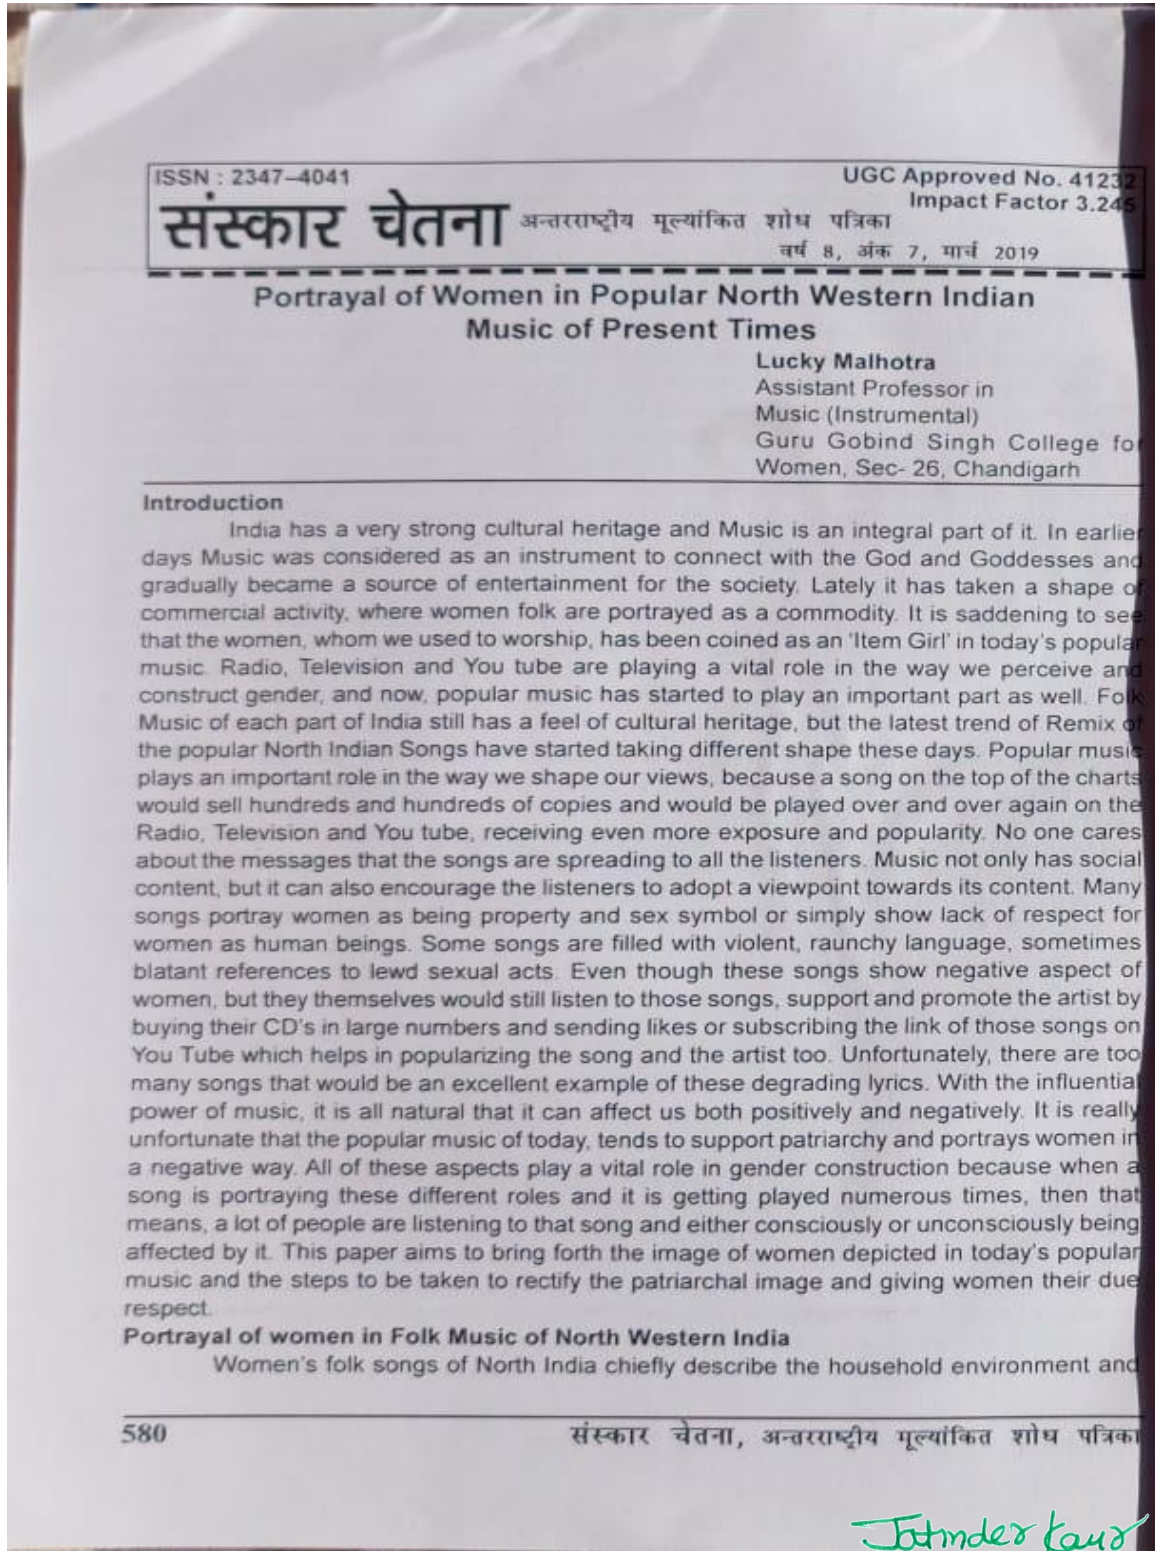 ISSN : 2347–4041
UGC Approved No. 41232
Impact Factor 3.245
संस्कार चेतना अन्तरराष्ट्रीय मूल्यांकित शोध पत्रिका
वर्ष 8, अंक 7, मार्च 2019
Portrayal of Women in Popular North Western Indian
Music of Present Times
Lucky Malhotra
Assistant Professor in
Music (Instrumental)
Guru Gobind Singh College for
Women, Sec- 26, Chandigarh
Introduction
India has a very strong cultural heritage and Music is an integral part of it. In earlier
days Music was considered as an instrument to connect with the God and Goddesses and
gradually became a source of entertainment for the society. Lately it has taken a shape of
commercial activity, where women folk are portrayed as a commodity. It is saddening to see
that the women, whom we used to worship, has been coined as an 'Item Girl' in today's popular
music. Radio, Television and You tube are playing a vital role in the way we perceive and
construct gender, and now, popular music has started to play an important part as well. Folk
Music of each part of India still has a feel of cultural heritage, but the latest trend of Remix of
the popular North Indian Songs have started taking different shape these days. Popular music
plays an important role in the way we shape our views, because a song on the top of the charts
would sell hundreds and hundreds of copies and would be played over and over again on the
Radio, Television and You tube, receiving even more exposure and popularity. No one cares
about the messages that the songs are spreading to all the listeners. Music not only has social
content, but it can also encourage the listeners to adopt a viewpoint towards its content. Many
songs portray women as being property and sex symbol or simply show lack of respect for
women as human beings. Some songs are filled with violent, raunchy language, sometimes
blatant references to lewd sexual acts. Even though these songs show negative aspect of
women, but they themselves would still listen to those songs, support and promote the artist by
buying their CD's in large numbers and sending likes or subscribing the link of those songs on
You Tube which helps in popularizing the song and the artist too. Unfortunately, there are too
many songs that would be an excellent example of these degrading lyrics. With the influential
power of music, it is all natural that it can affect us both positively and negatively. It is really
unfortunate that the popular music of today, tends to support patriarchy and portrays women in
a negative way. All of these aspects play a vital role in gender construction because when a
song is portraying these different roles and it is getting played numerous times, then that
means, a lot of people are listening to that song and either consciously or unconsciously being
affected by it. This paper aims to bring forth the image of women depicted in today's popular
music and the steps to be taken to rectify the patriarchal image and giving women their due
respect.
Portrayal of women in Folk Music of North Western India
Women's folk songs of North India chiefly describe the household environment and
580
संस्कार चेतना, अन्तरराष्ट्रीय मूल्यांकित शोध पत्रिका
Jatinder Kaur